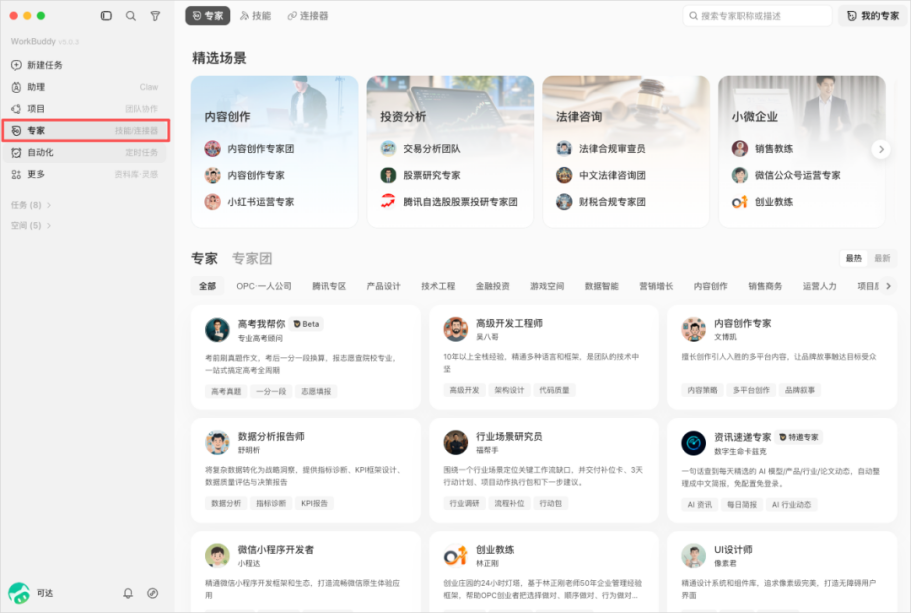 WorkBuddy v5.0.2
新建任务
助理 Claw
项目 团队协作
专家 技能/连接器
自动化 定时任务
更多 资料库·灵感
任务 (8)
空间 (5)
可达
专家 技能 连接器
搜索专家职称或描述
我的专家
精选场景
内容创作
内容创作专家团
内容创作专家
小红书运营专家
投资分析
交易分析团队
股票研究专家
腾讯自选股股票投研专家团
法律咨询
法律合规审查员
中文法律咨询团
财税合规专家团
小微企业
销售教练
微信公众号运营专家
创业教练
专家 专家团
最热 最新
全部 OPC·一人公司 腾讯专区 产品设计 技术工程 金融投资 游戏空间 数据智能 营销增长 内容创作 销售商务 运营人力
高考我帮你 Beta
专业高考顾问
考前刷真题作文，考后一分一段换算，报志愿查院校专业，
一站式搞定高考全周期
高考真题 一分一段 志愿填报
高级开发工程师
吴八哥
10年以上全栈经验，精通多种语言和框架，是团队的技术中
坚
高级开发 架构设计 代码质量
内容创作专家
文博凯
擅长创作引人入胜的多平台内容，让品牌故事触达目标受众
内容策略 多平台创作 品牌叙事
数据分析报告师
舒明析
将复杂数据转化为战略洞察，提供指标诊断、KPI框架设计、
数据质量评估与决策报告
数据分析 指标诊断 KPI报告
行业场景研究员
福帮手
围绕一个行业场景定位关键工作流缺口，并交付补位卡、3天
行动计划、项目动作执行包和下一步建议。
行业调研 流程补位 行动包
资讯速递专家 特邀专家
数字生命卡兹克
一句话查到每天精选的 AI 模型/产品/行业/论文动态，自动整
理成中文简报，免配置免登录。
AI 资讯 每日简报 AI 行业动态
微信小程序开发者
小程达
精通微信小程序开发框架和生态，打造流畅微信原生体验应
用
创业教练
林正刚
创业庄园的24小时灯塔，基于林正刚老师50年企业管理经验
框架，帮助OPC创业者把选择做对、顺序做对、行为做对...
UI设计师
像素君
精通设计系统和组件库，追求像素级完美，打造无障碍用户
界面